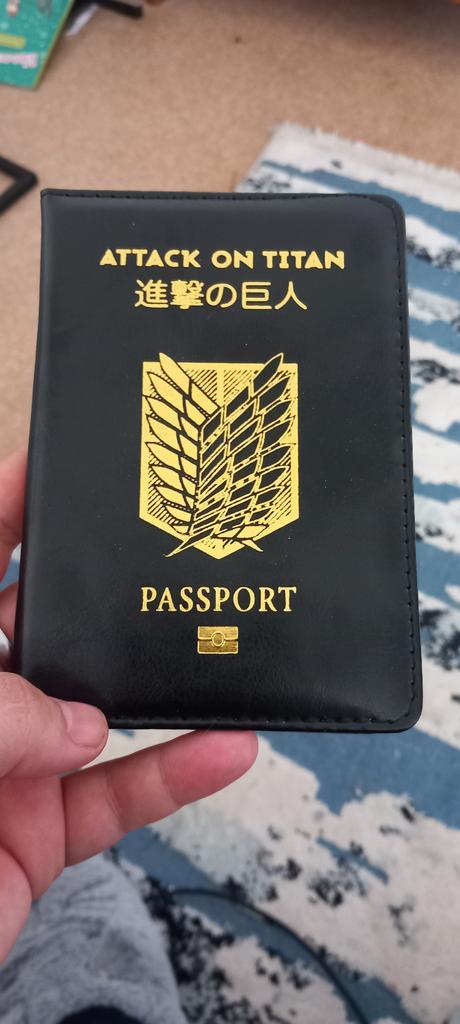 ATTACK ON TITAN
進撃の巨人
PASSPORT